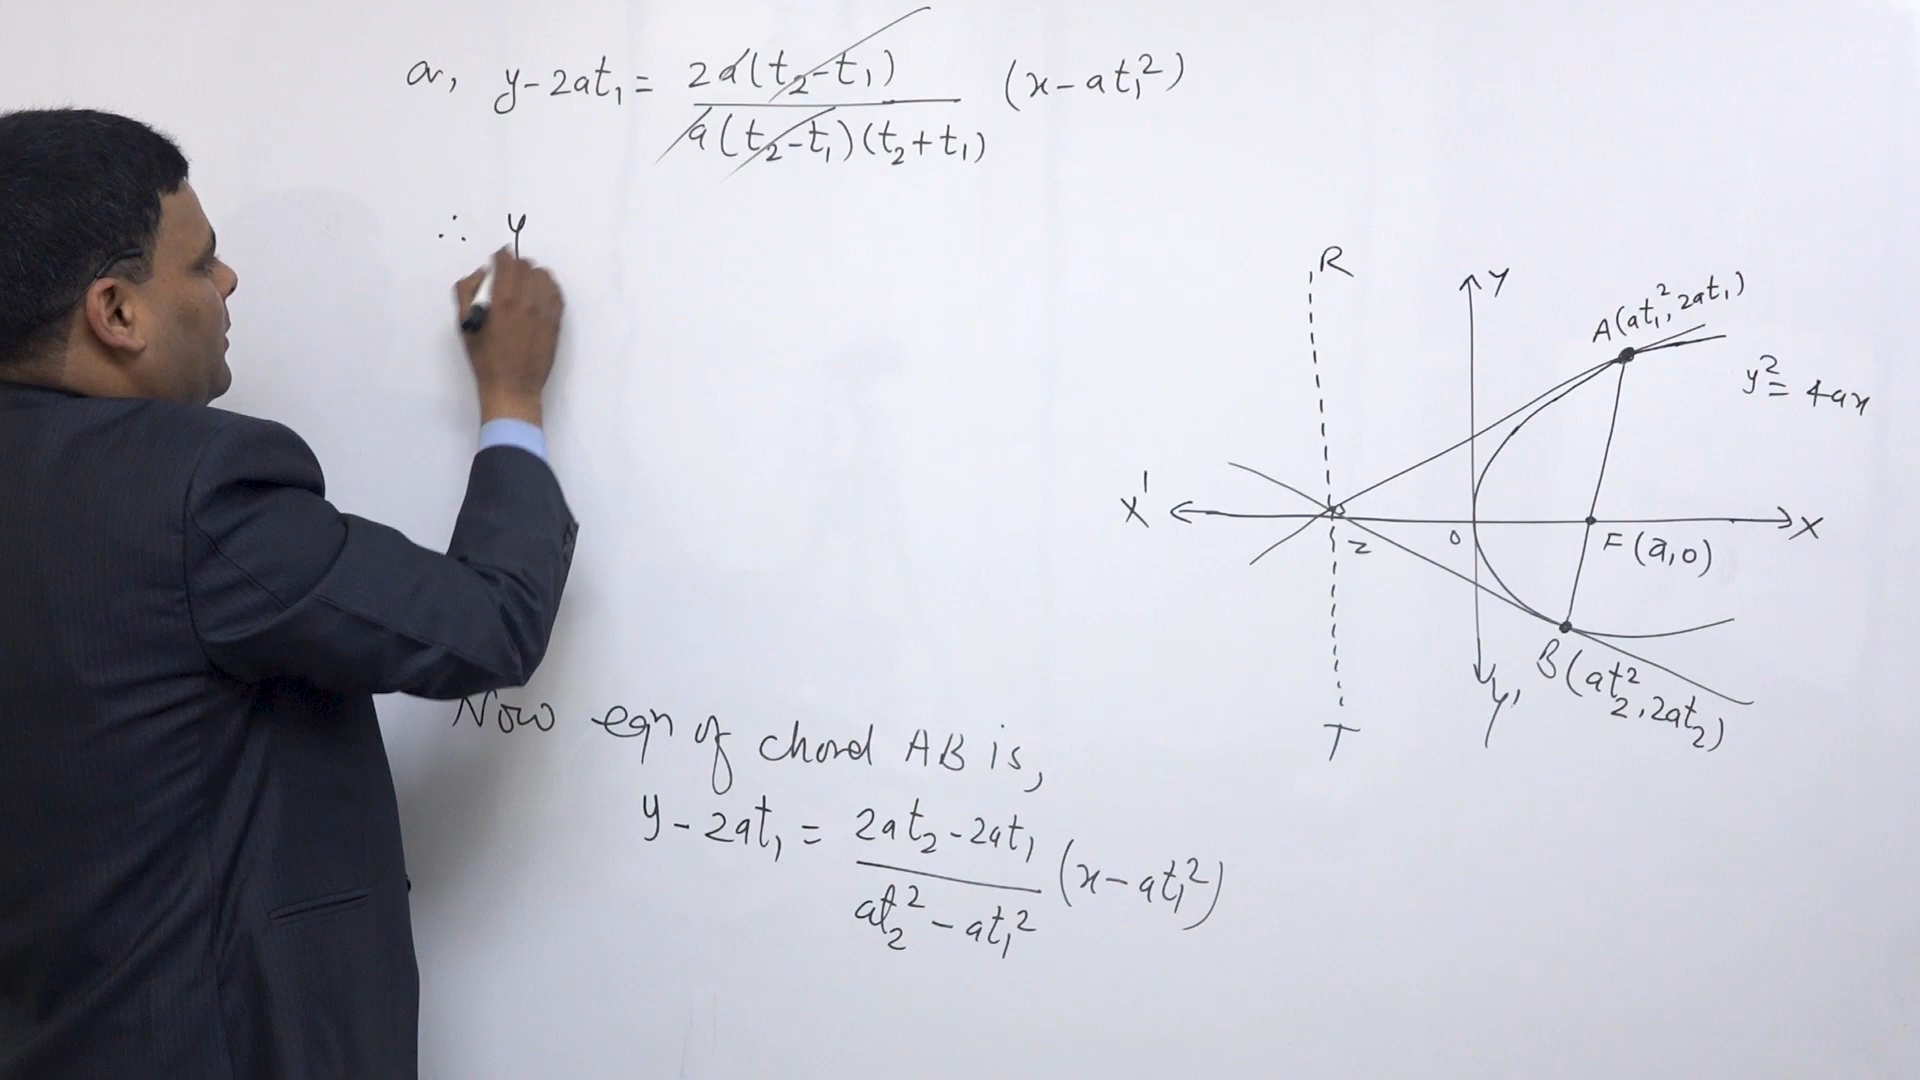 or, y-2at₁ = 2a(t₂-t₁) / a(t₂-t₁)(t₂+t₁) (x-at₁²)
∴ y
Now eqn of chord AB is,
y-2at₁ = 2at₂-2at₁ / at₂²-at₁² (x-at₁²)
R
Y
A(at₁², 2at₁)
y² = 4ax
X'
Z
O
F(a,0)
X
B(at₂², 2at₂)
Y'
T